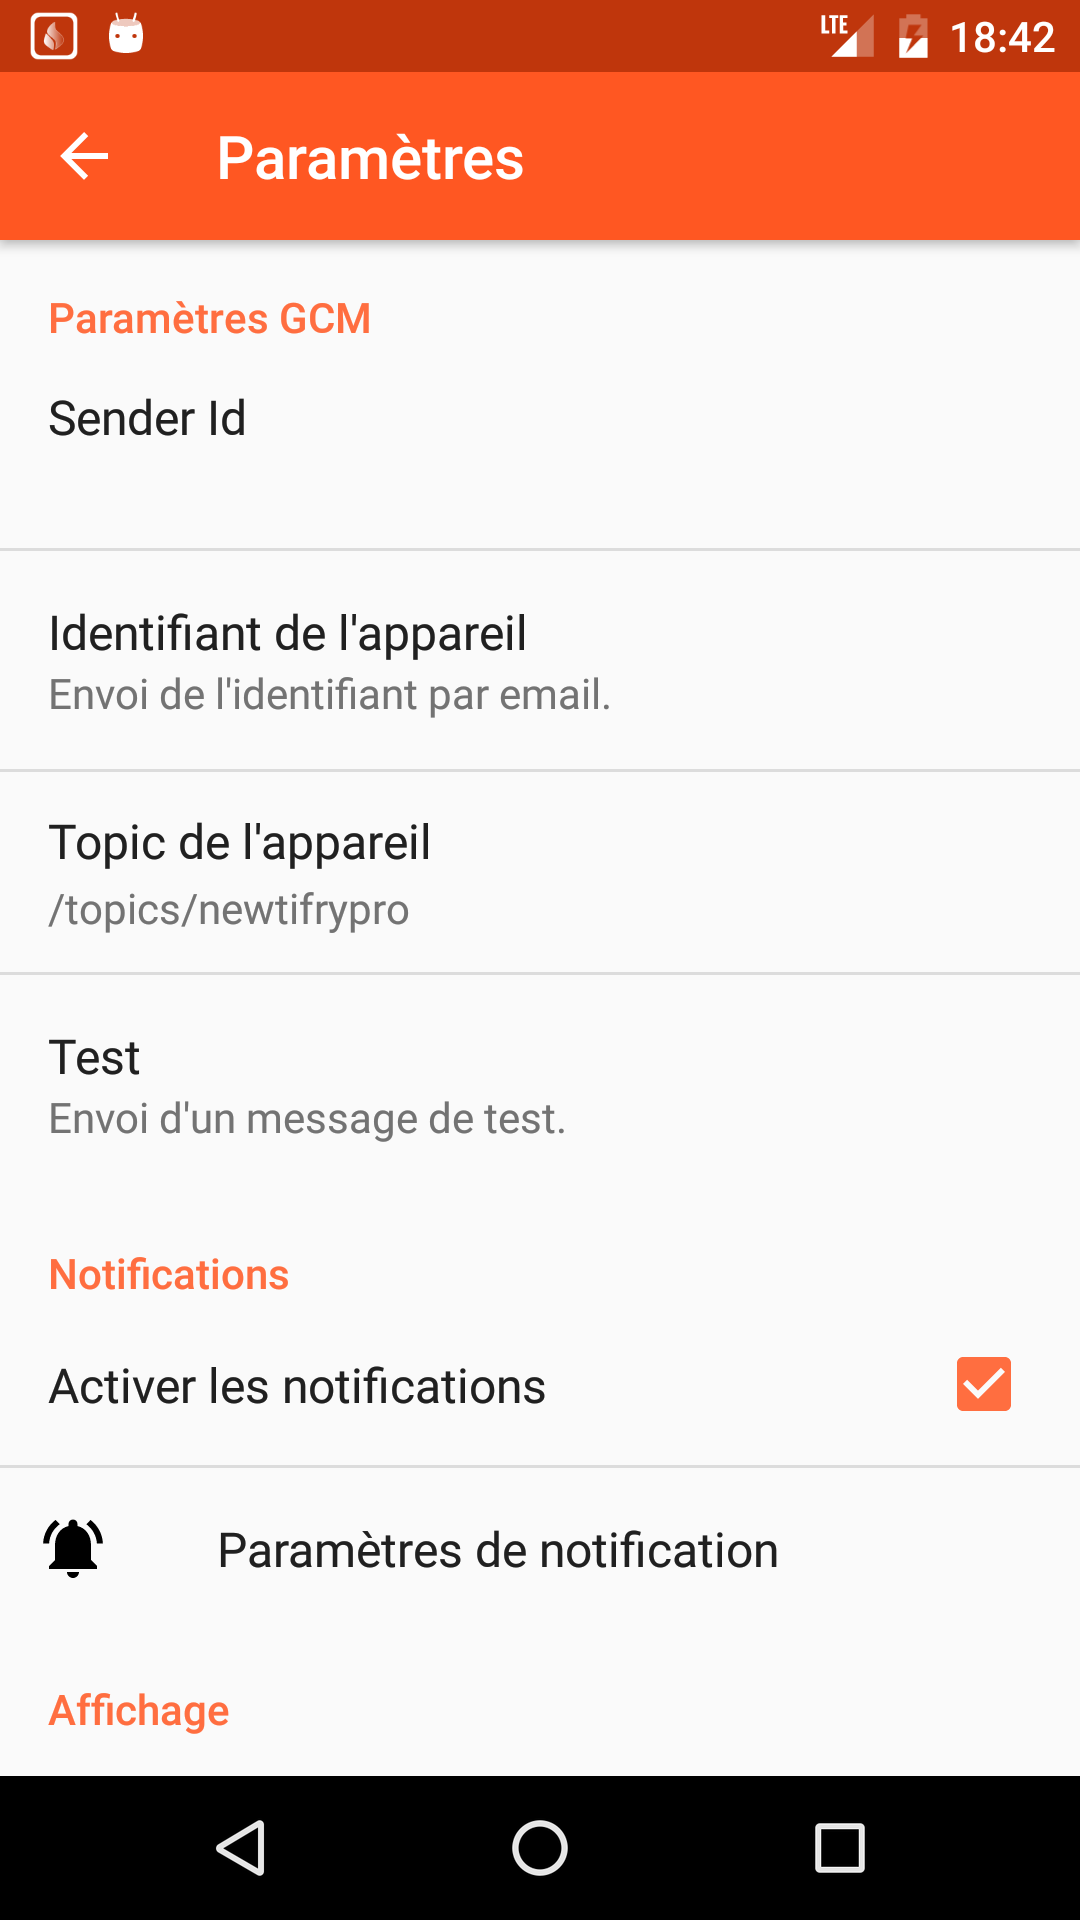 LTE 18:42
Paramètres
Paramètres GCM
Sender Id
Identifiant de l'appareil
Envoi de l'identifiant par email.
Topic de l'appareil
/topics/newtifrypro
Test
Envoi d'un message de test.
Notifications
Activer les notifications
Paramètres de notification
Affichage